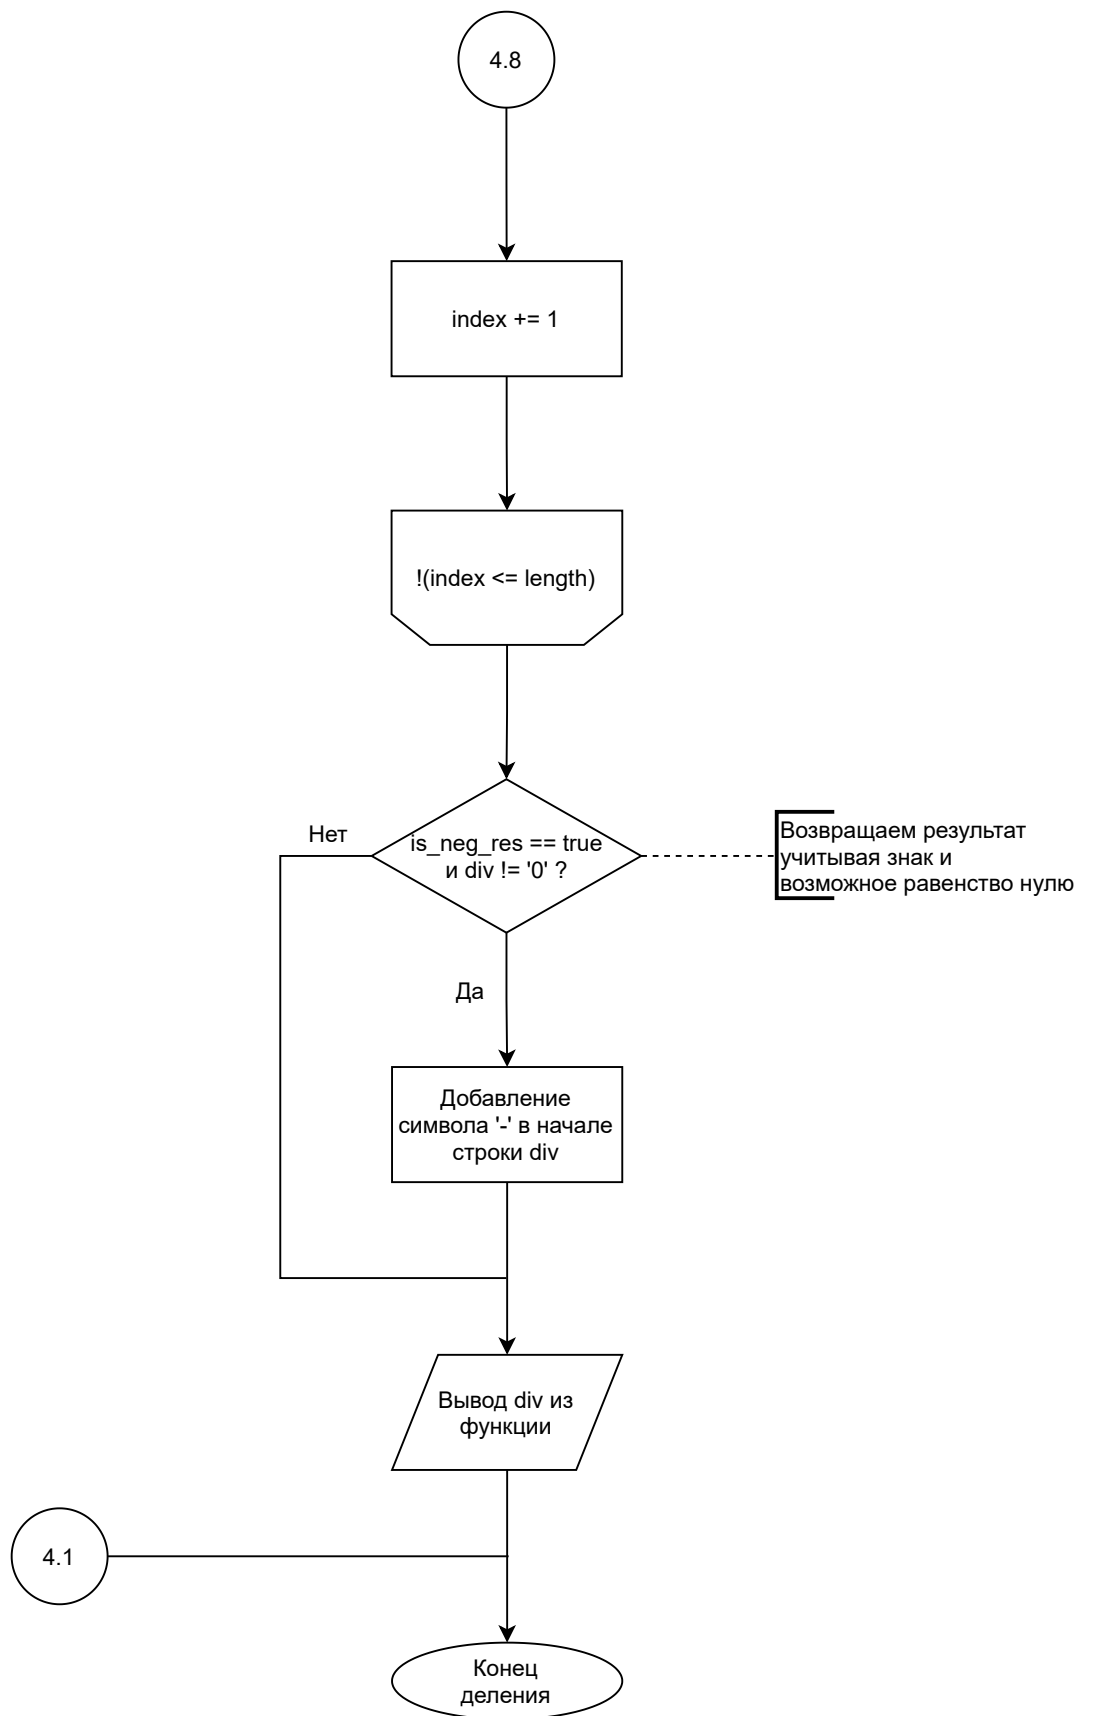 4.8
index += 1
!(index <= length)
Нет
is_neg_res == true
и div != '0' ?
Возвращаем результат
учитывая знак и
возможное равенство нулю
Да
Добавление
символа '-' в начале
строки div
Вывод div из
функции
4.1
Конец
деления